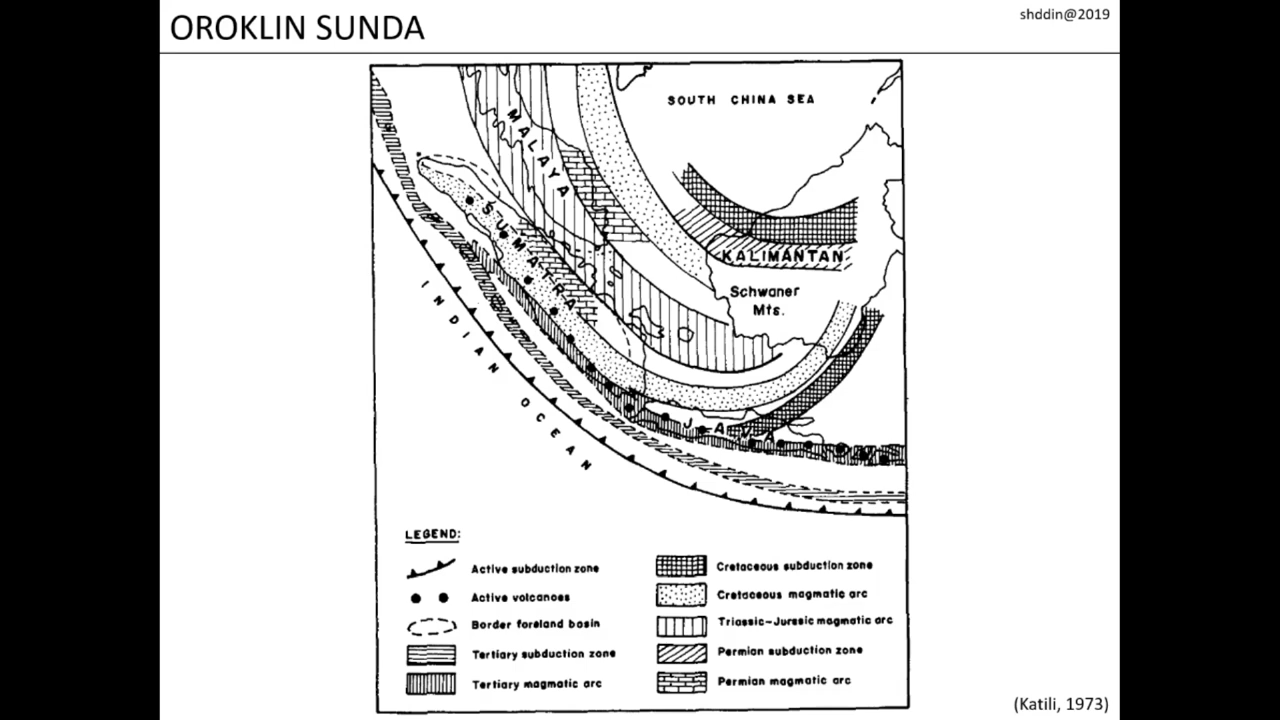 OROKLIN SUNDA
shddin@2019
SOUTH CHINA SEA
MALAYA
SUMATRA
KALIMANTAN
Schwaner
Mts.
INDIAN OCEAN
JAVA
LEGEND:
Active subduction zone
Active volcanoes
Border foreland basin
Tertiary subduction zone
Tertiary magmatic arc
Cretaceous subduction zone
Cretaceous magmatic arc
Triassic-Jurssic magmatic arc
Permian subduction zone
Permian magmatic arc
(Katili, 1973)